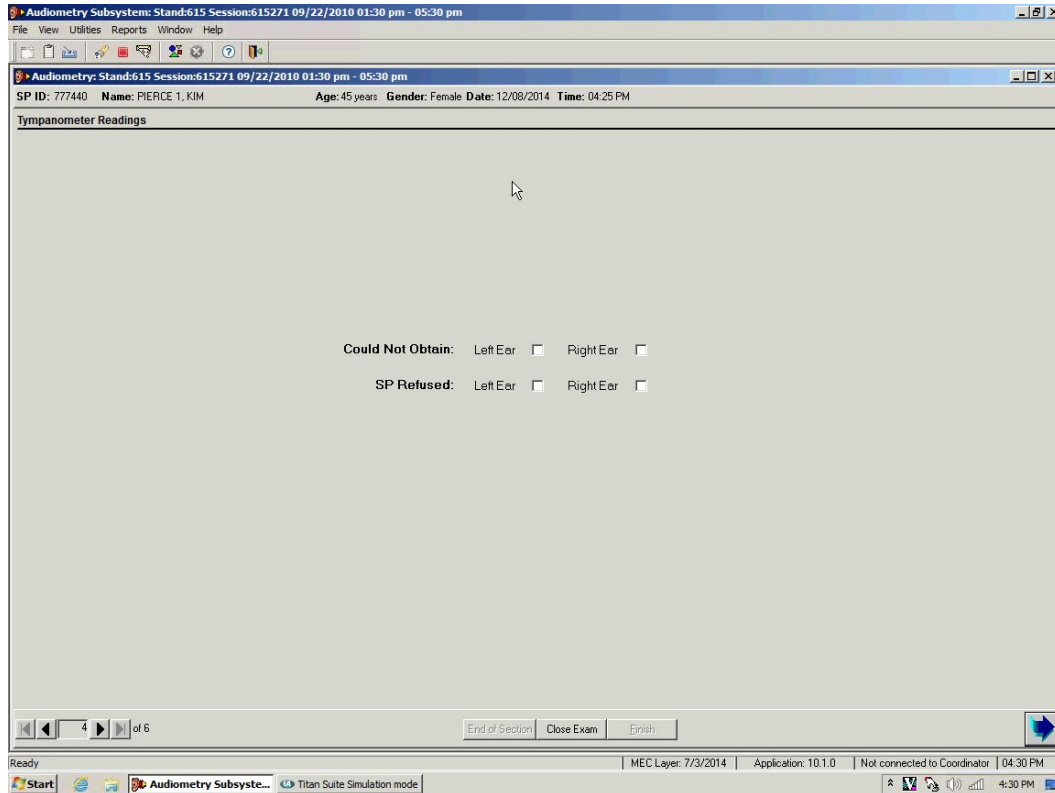 Audiometry Subsystem: Stand:615 Session:615271 09/22/2010 01:30 pm - 05:30 pm
File View Utilities Reports Window Help
Audiometry: Stand:615 Session:615271 09/22/2010 01:30 pm - 05:30 pm
SP ID: 777440 Name: PIERCE 1, KIM Age: 45 years Gender: Female Date: 12/08/2014 Time: 04:25 PM
Tympanometer Readings
Could Not Obtain: Left Ear Right Ear
SP Refused: Left Ear Right Ear
4 of 6 End of Section Close Exam Finish
Ready MEC Layer: 7/3/2014 Application: 10.1.0 Not connected to Coordinator 04:30 PM
Start Audiometry Subsyste... Titan Suite Simulation mode 4:30 PM